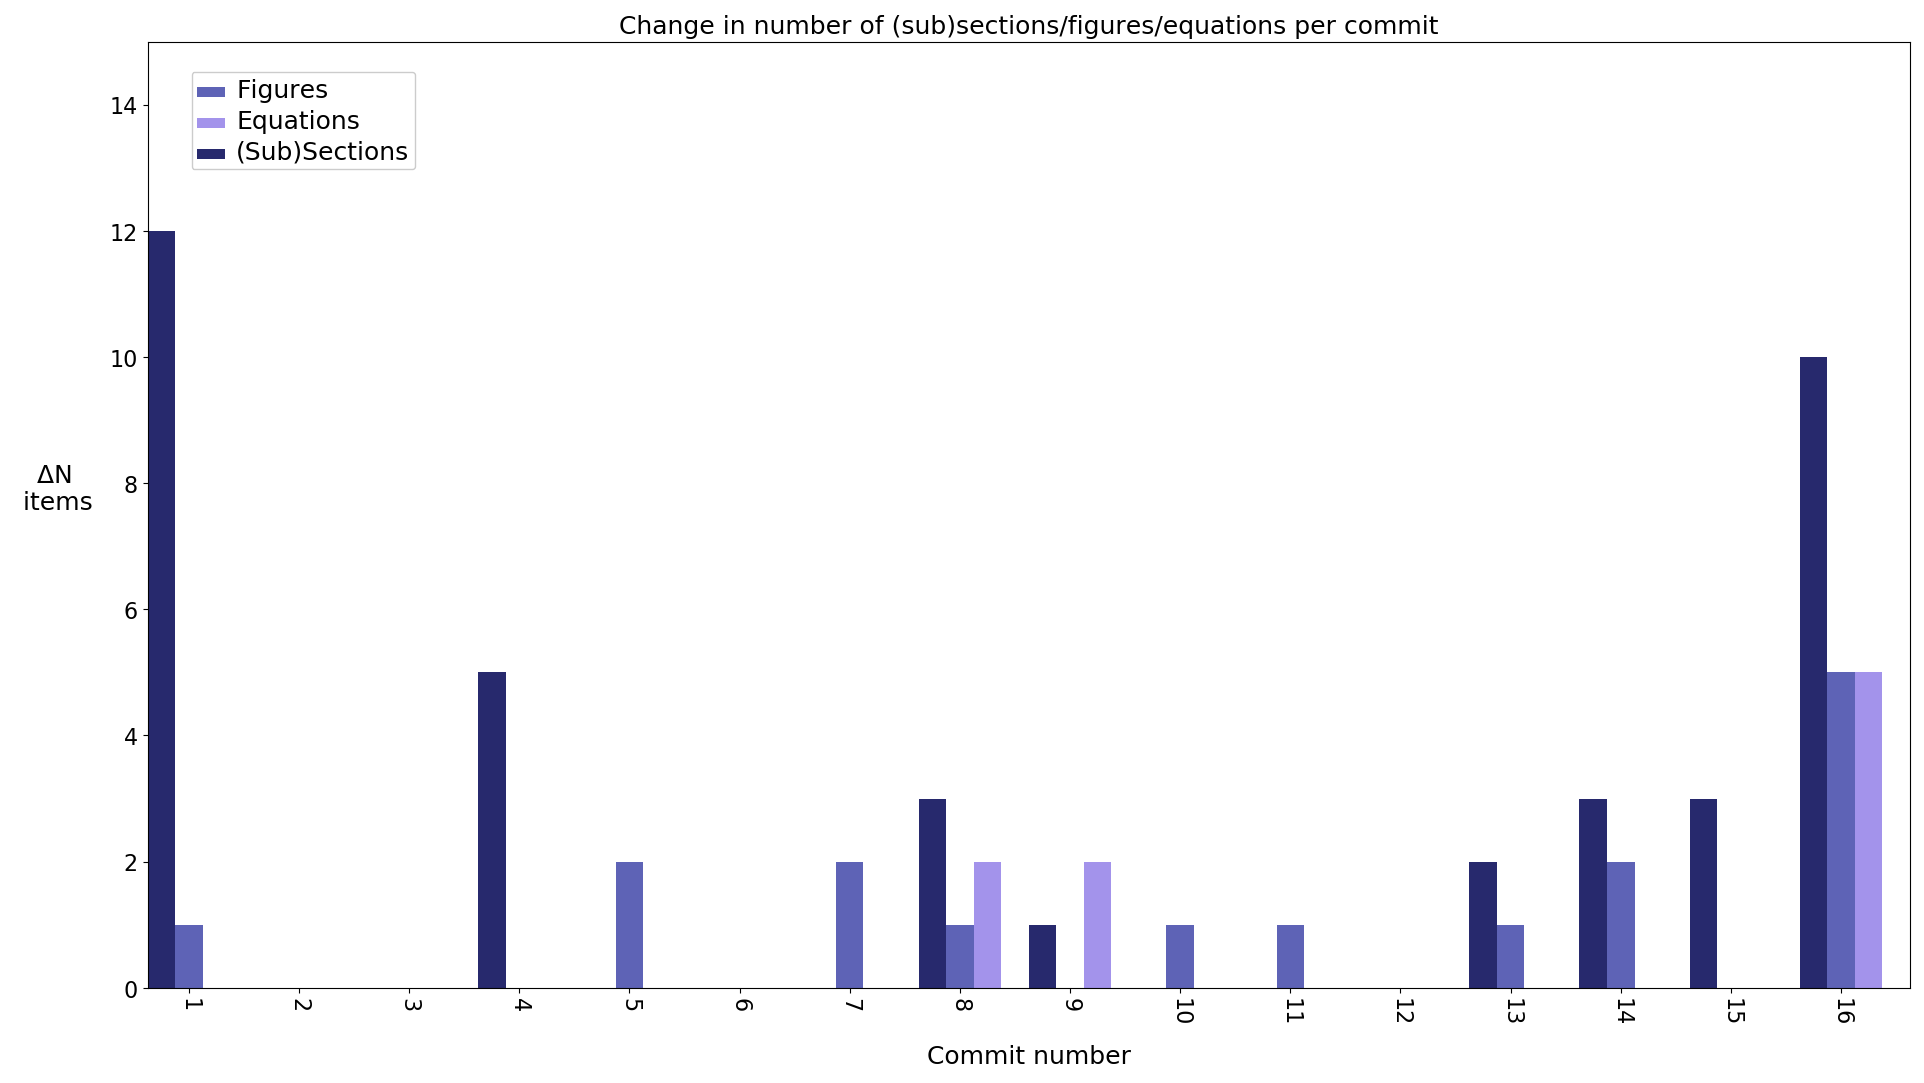 Change in number of (sub)sections/figures/equations per commit
Figures
Equations
(Sub)Sections
14
12
10
8
6
4
2
0
ΔN
items
1 2 3 4 5 6 7 8 9 10 11 12 13 14 15 16
Commit number